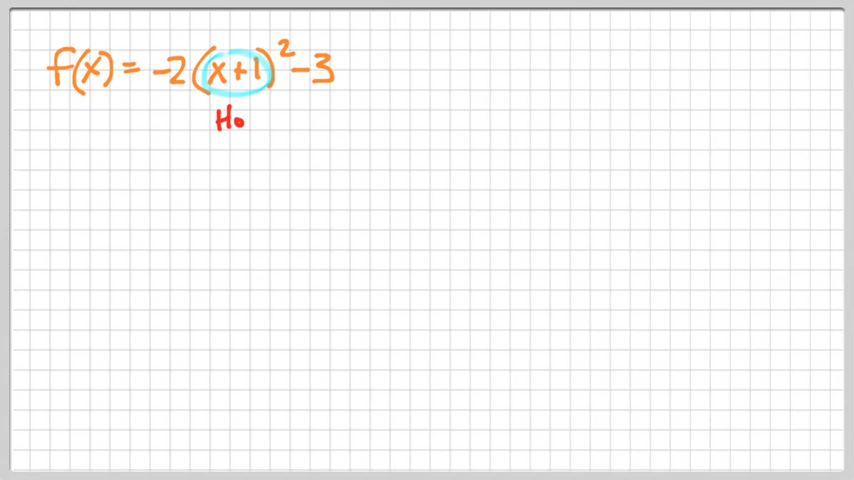 f(x) = -2(x+1)² -3
Ho